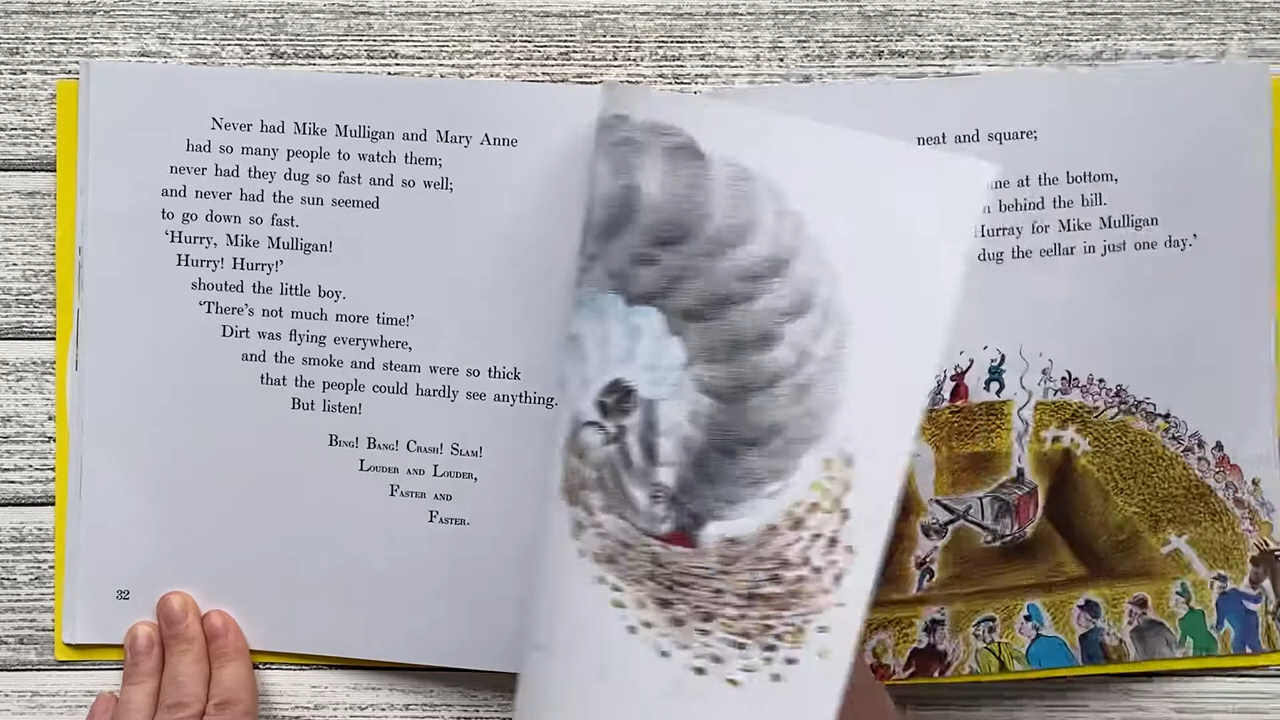 Never had Mike Mulligan and Mary Anne
had so many people to watch them;
never had they dug so fast and so well;
and never had the sun seemed
to go down so fast.
‘Hurry, Mike Mulligan!
Hurry! Hurry!’
shouted the little boy.
‘There’s not much more time!’
Dirt was flying everywhere,
and the smoke and steam were so thick
that the people could hardly see anything.
But listen!
BING! BANG! CRASH! SLAM!
LOUDER AND LOUDER,
FASTER AND
FASTER.
32
neat and square;
at the bottom,
behind the hill.
Hurray for Mike Mulligan
dug the eellar in just one day.’